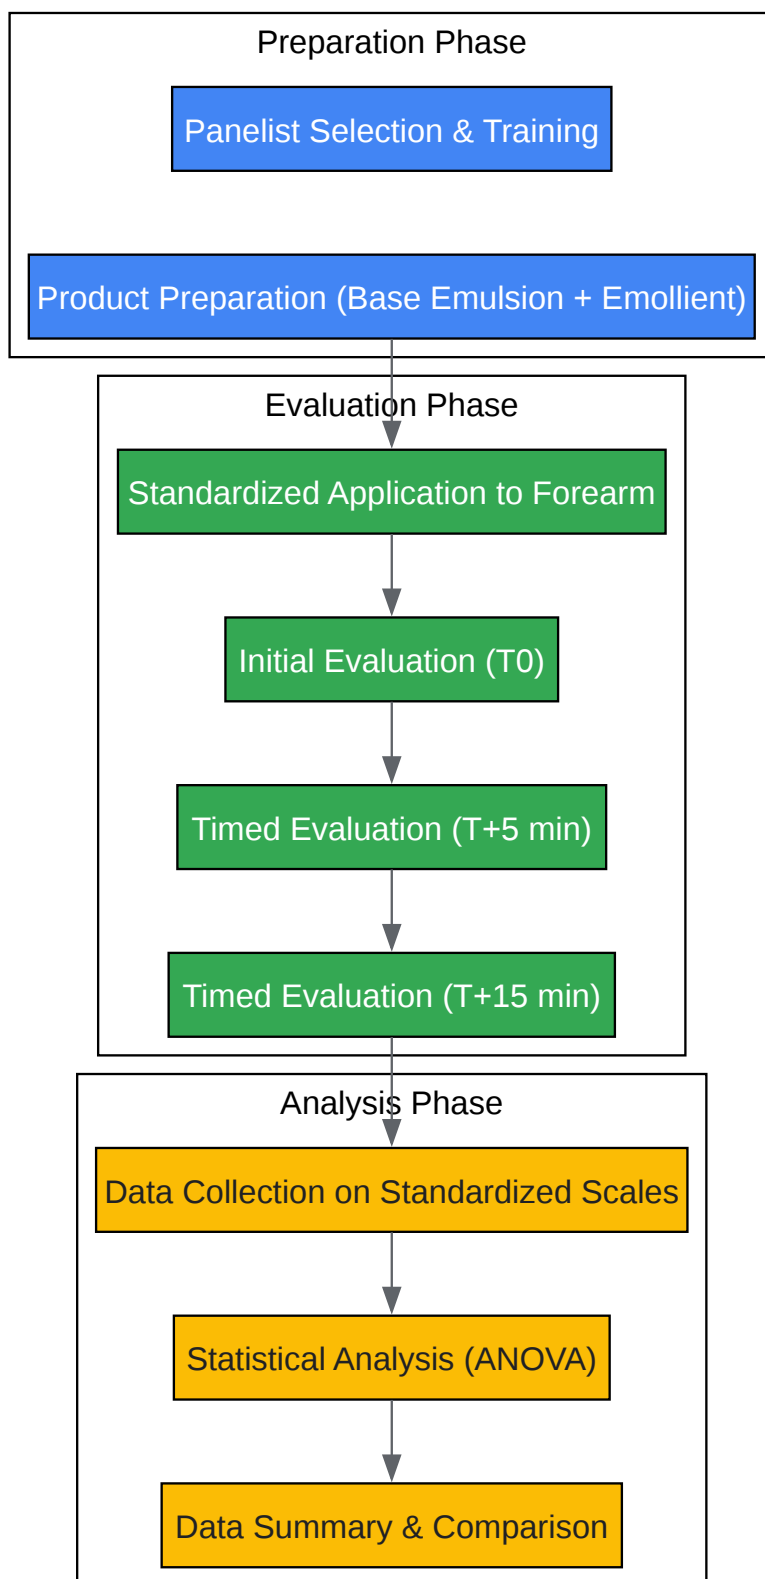 Preparation Phase
Panelist Selection & Training
Product Preparation (Base Emulsion + Emollient)
Evaluation Phase
Standardized Application to Forearm
Initial Evaluation (T0)
Timed Evaluation (T+5 min)
Timed Evaluation (T+15 min)
Analysis Phase
Data Collection on Standardized Scales
Statistical Analysis (ANOVA)
Data Summary & Comparison